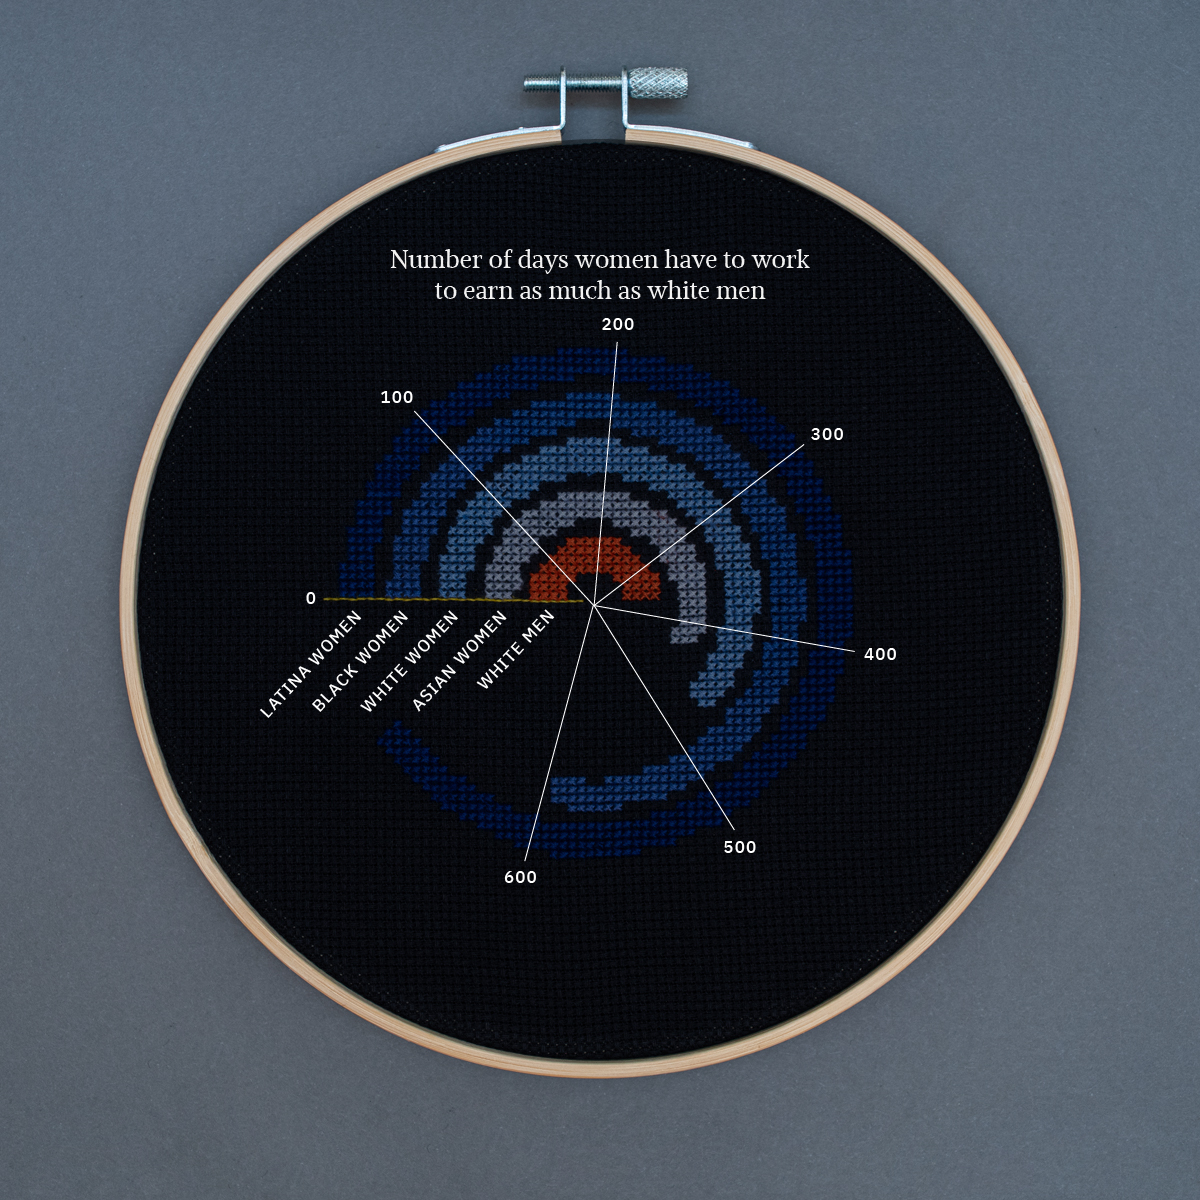 Number of days women have to work
to earn as much as white men
200
100
300
0
400
LATINA WOMEN
BLACK WOMEN
WHITE WOMEN
ASIAN WOMEN
WHITE MEN
500
600